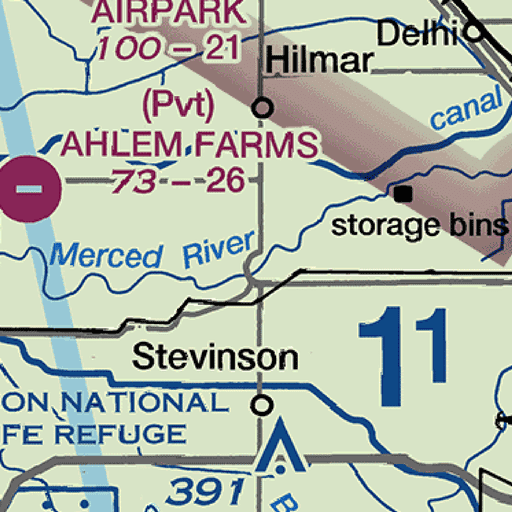 AIRPARK
100 - 21
Delhi
Hilmar
(Pvt)
canal
AHLEM FARMS
73 - 26
storage bins
Merced River
11
Stevinson
ON NATIONAL
FE REFUGE
391